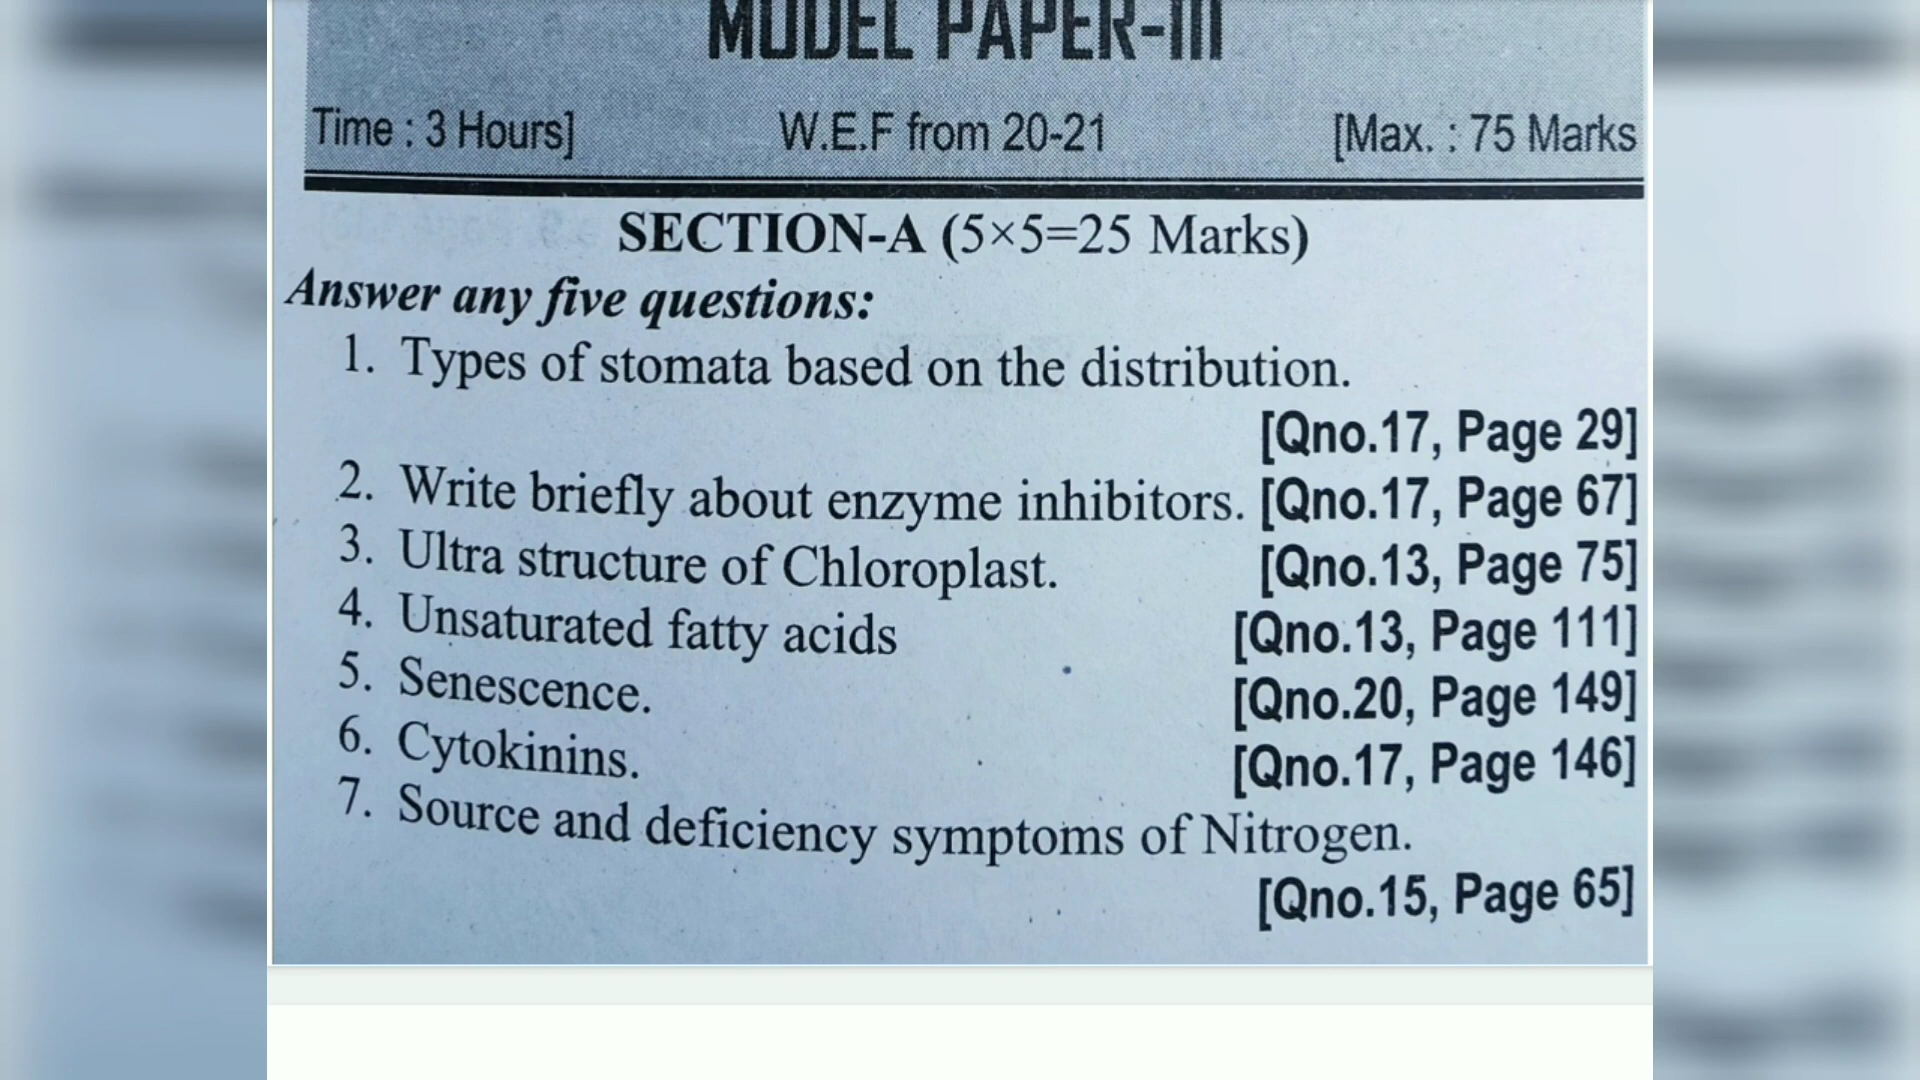 MODEL PAPER-III
Time : 3 Hours] W.E.F from 20-21 [Max. : 75 Marks
SECTION-A (5×5=25 Marks)
Answer any five questions:
1. Types of stomata based on the distribution.
[Qno.17, Page 29]
2. Write briefly about enzyme inhibitors. [Qno.17, Page 67]
3. Ultra structure of Chloroplast. [Qno.13, Page 75]
4. Unsaturated fatty acids [Qno.13, Page 111]
5. Senescence. [Qno.20, Page 149]
6. Cytokinins. [Qno.17, Page 146]
7. Source and deficiency symptoms of Nitrogen.
[Qno.15, Page 65]